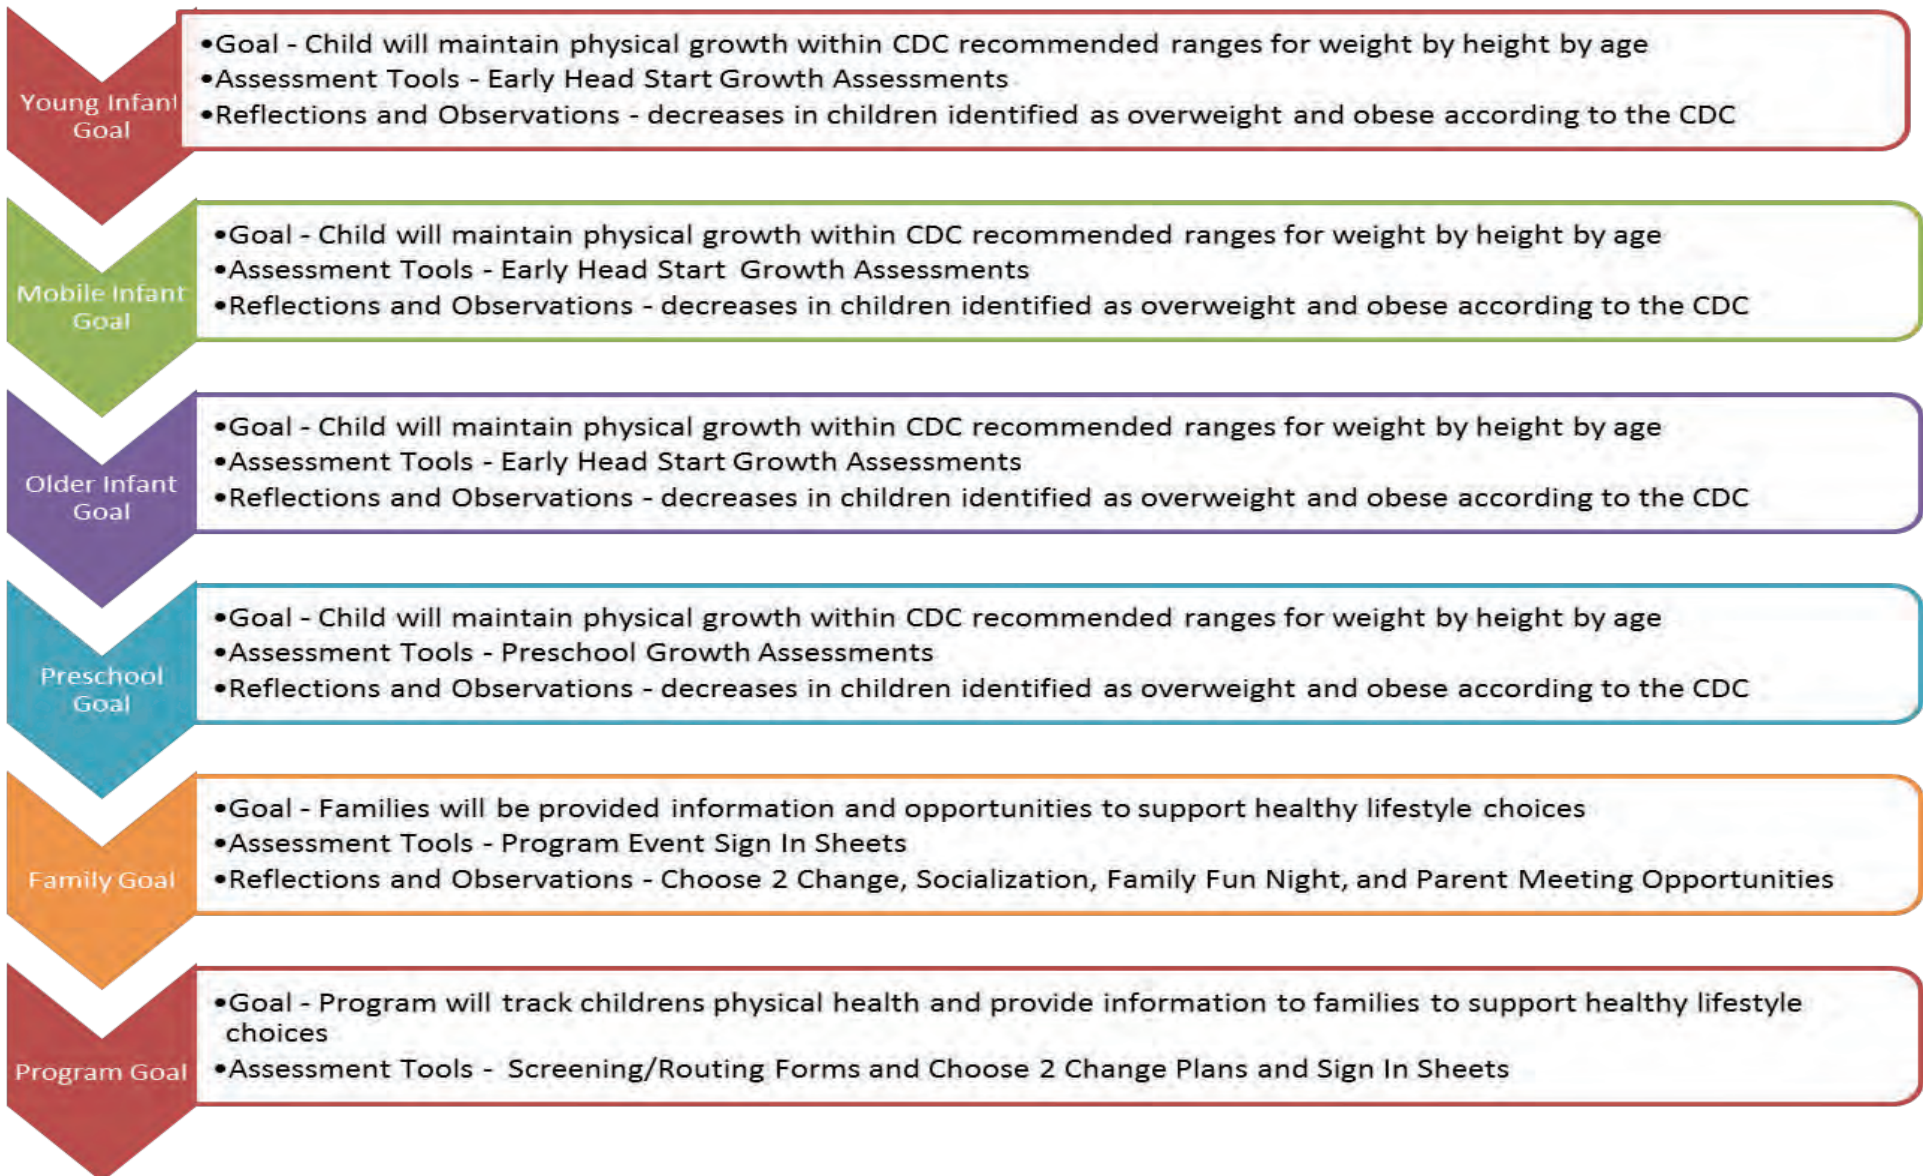 Young Infant
Goal
•Goal - Child will maintain physical growth within CDC recommended ranges for weight by height by age
•Assessment Tools - Early Head Start Growth Assessments
•Reflections and Observations - decreases in children identified as overweight and obese according to the CDC
Mobile Infant
Goal
•Goal - Child will maintain physical growth within CDC recommended ranges for weight by height by age
•Assessment Tools - Early Head Start Growth Assessments
•Reflections and Observations - decreases in children identified as overweight and obese according to the CDC
Older Infant
Goal
•Goal - Child will maintain physical growth within CDC recommended ranges for weight by height by age
•Assessment Tools - Early Head Start Growth Assessments
•Reflections and Observations - decreases in children identified as overweight and obese according to the CDC
Preschool
Goal
•Goal - Child will maintain physical growth within CDC recommended ranges for weight by height by age
•Assessment Tools - Preschool Growth Assessments
•Reflections and Observations - decreases in children identified as overweight and obese according to the CDC
Family Goal
•Goal - Families will be provided information and opportunities to support healthy lifestyle choices
•Assessment Tools - Program Event Sign In Sheets
•Reflections and Observations - Choose 2 Change, Socialization, Family Fun Night, and Parent Meeting Opportunities
Program Goal
•Goal - Program will track childrens physical health and provide information to families to support healthy lifestyle
choices
•Assessment Tools - Screening/Routing Forms and Choose 2 Change Plans and Sign In Sheets